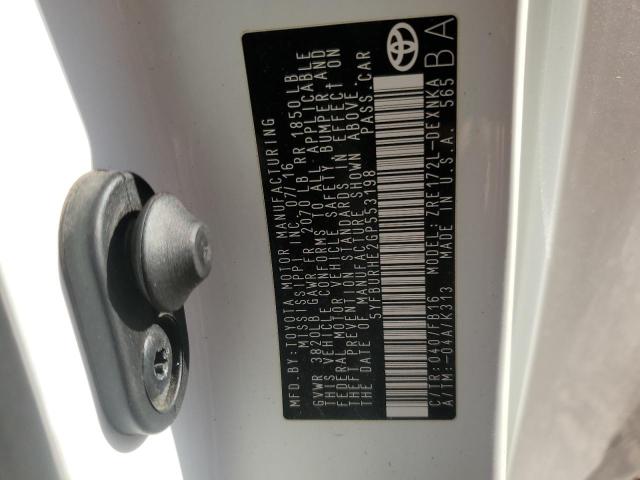 MFD.BY: TOYOTA MOTOR MANUFACTURING
MISSISSIPPI INC. 07/16
GVWR 3820LB GAWR FR 2070 LB RR 1850LB
THIS VEHICLE CONFORMS TO ALL APPLICABLE
FEDERAL MOTOR VEHICLE SAFETY BUMPER, AND
THEFT PREVENTION STANDARDS IN EFFECT ON
THE DATE OF MANUFACTURE SHOWN ABOVE.
5YFBURHE2GP553198 PASS.CAR
C/TR:040/FB16 MODEL: ZRE172L-DEXNKA
A/TM:-04A/K313 MADE IN U.S.A. 565
BA